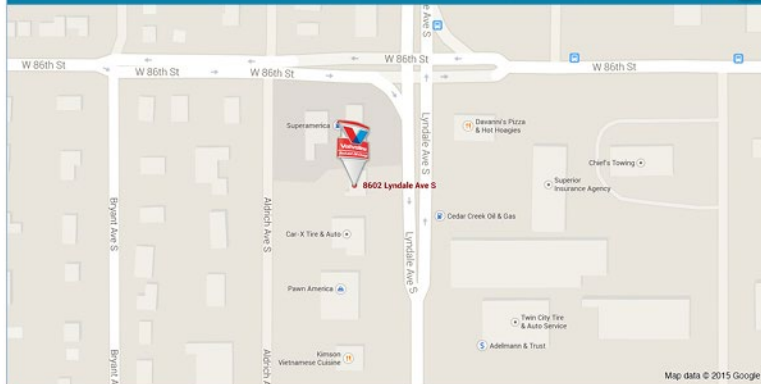 e Ave S
W 86th St
W 86th St
W 86th St
W 86th St
W 86th St
Superamerica
Valvoline
Davanni's Pizza
& Hot Hoagies
Lyndale Ave S
Chief's Towing
Superior
Insurance Agency
8602 Lyndale Ave S
Bryant Ave S
Aldrich Ave S
Cedar Creek Oil & Gas
Car-X Tire & Auto
Lyndale Ave S
Pawn America
Twin City Tire
& Auto Service
$ Adelmann & Trust
Kimson
Vietnamese Cuisine
Bryant A
Aldrich A
Map data © 2015 Google